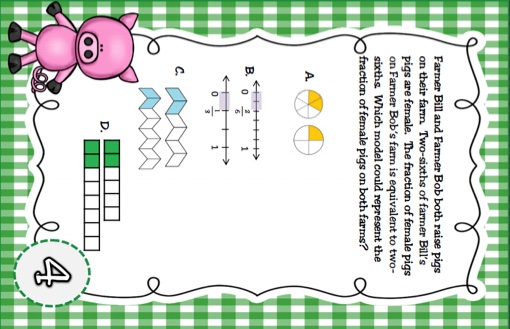 Farmer Bill and Farmer Bob both raise pigs
on their farm. Two-sixths of farmer Bill's
pigs are female. The fraction of female pigs
on Farmer Bob's farm is equivalent to two-
sixths. Which model could represent the
fraction of female pigs on both farms?
A.
B.
0 2/6 1
0 1/3 1
C.
D.
4